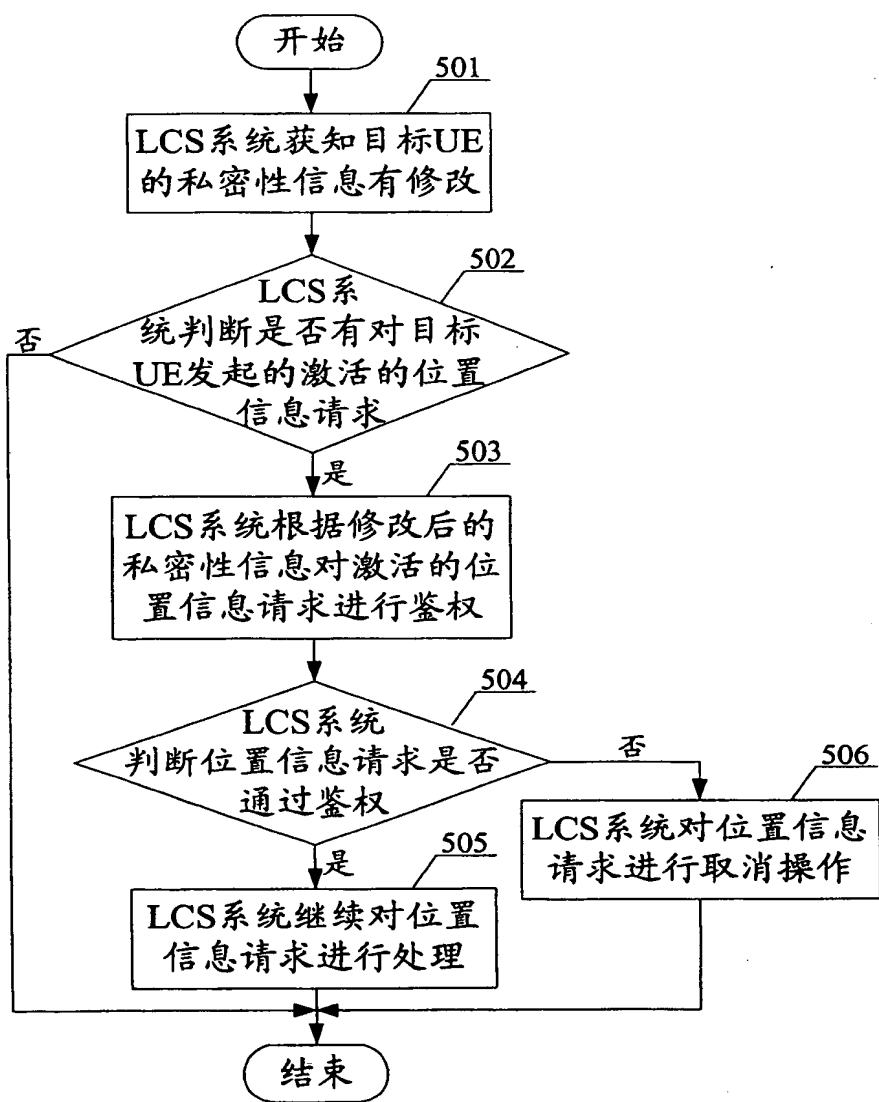 开始
501
LCS系统获知目标UE
的私密性信息有修改
502
LCS系
统判断是否有对目标
UE发起的激活的位置
信息请求
否
是
503
LCS系统根据修改后的
私密性信息对激活的位
置信息请求进行鉴权
504
LCS系统
判断位置信息请求是否
通过鉴权
否
是
505
LCS系统继续对位置
信息请求进行处理
506
LCS系统对位置信息
请求进行取消操作
结束